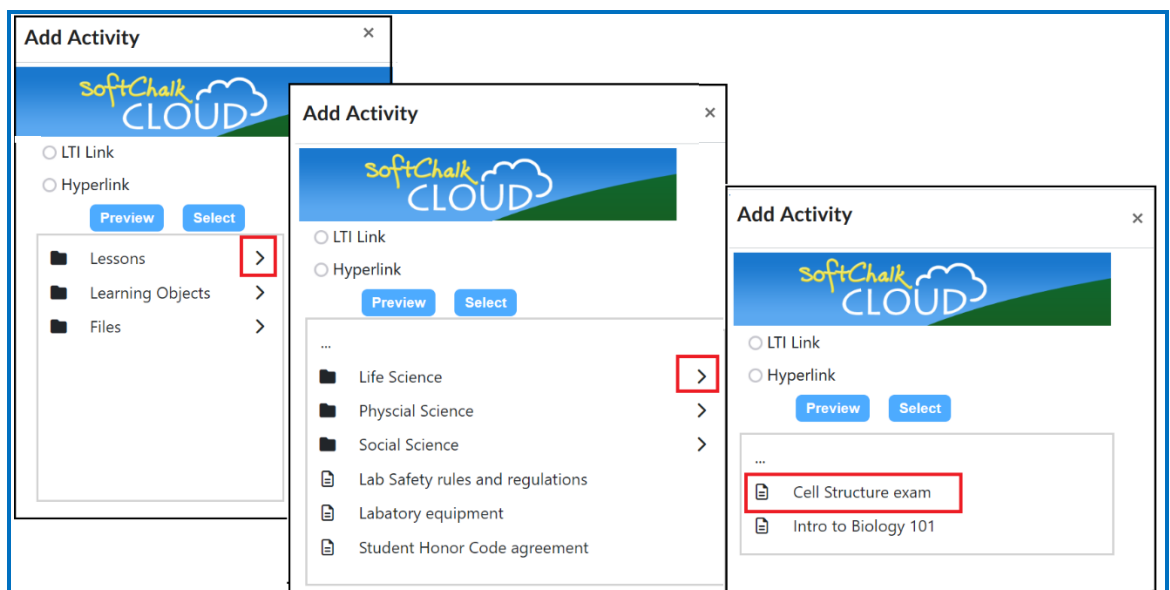 Add Activity ×
softChalk
CLOUD
LTI Link
Hyperlink
Preview Select
Lessons
Learning Objects
Files
Add Activity ×
softChalk
CLOUD
LTI Link
Hyperlink
Preview Select
...
Life Science
Physcial Science
Social Science
Lab Safety rules and regulations
Labatory equipment
Student Honor Code agreement
Add Activity ×
softChalk
CLOUD
LTI Link
Hyperlink
Preview Select
...
Cell Structure exam
Intro to Biology 101